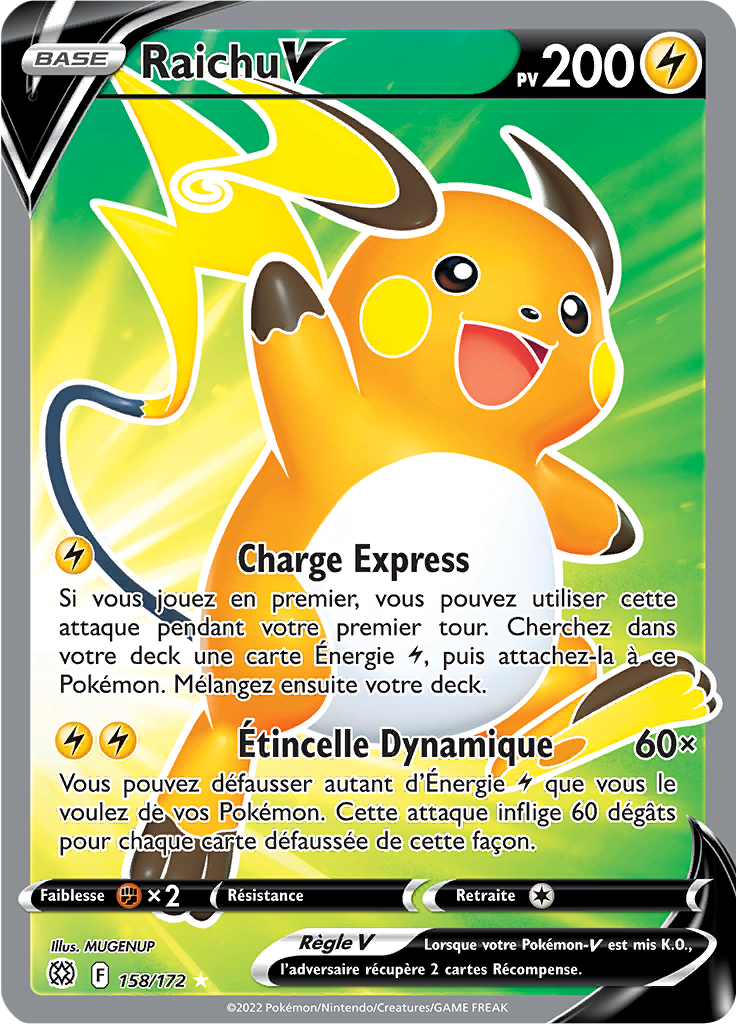 BASE Raichu V PV 200
Charge Express
Si vous jouez en premier, vous pouvez utiliser cette
attaque pendant votre premier tour. Cherchez dans
votre deck une carte Énergie , puis attachez-la à ce
Pokémon. Mélangez ensuite votre deck.
Étincelle Dynamique 60×
Vous pouvez défausser autant d'Énergie que vous le
voulez de vos Pokémon. Cette attaque inflige 60 dégâts
pour chaque carte défaussée de cette façon.
Faiblesse ×2 Résistance Retraite
Illus. MUGENUP
Règle V Lorsque votre Pokémon-V est mis K.O.,
l'adversaire récupère 2 cartes Récompense.
F 158/172
©2022 Pokémon/Nintendo/Creatures/GAME FREAK